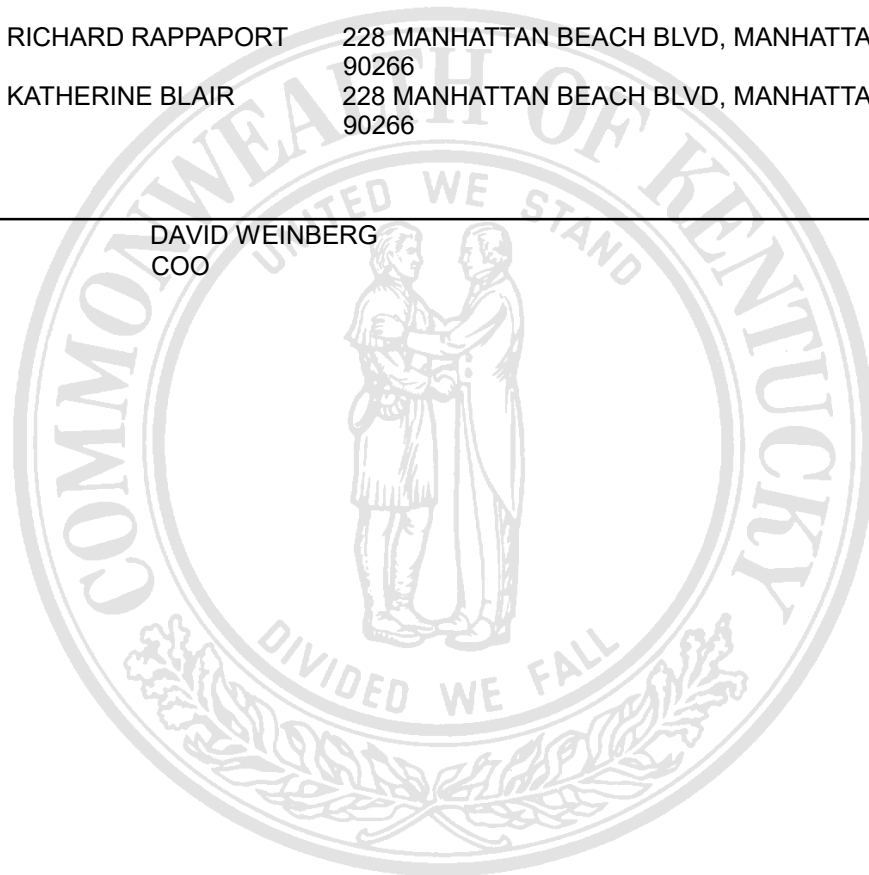 RICHARD RAPPAPORT 228 MANHATTAN BEACH BLVD, MANHATTA
90266
KATHERINE BLAIR 228 MANHATTAN BEACH BLVD, MANHATTA
90266
DAVID WEINBERG
COO
COMMONWEALTH OF KENTUCKY
UNITED WE STAND
DIVIDED WE FALL